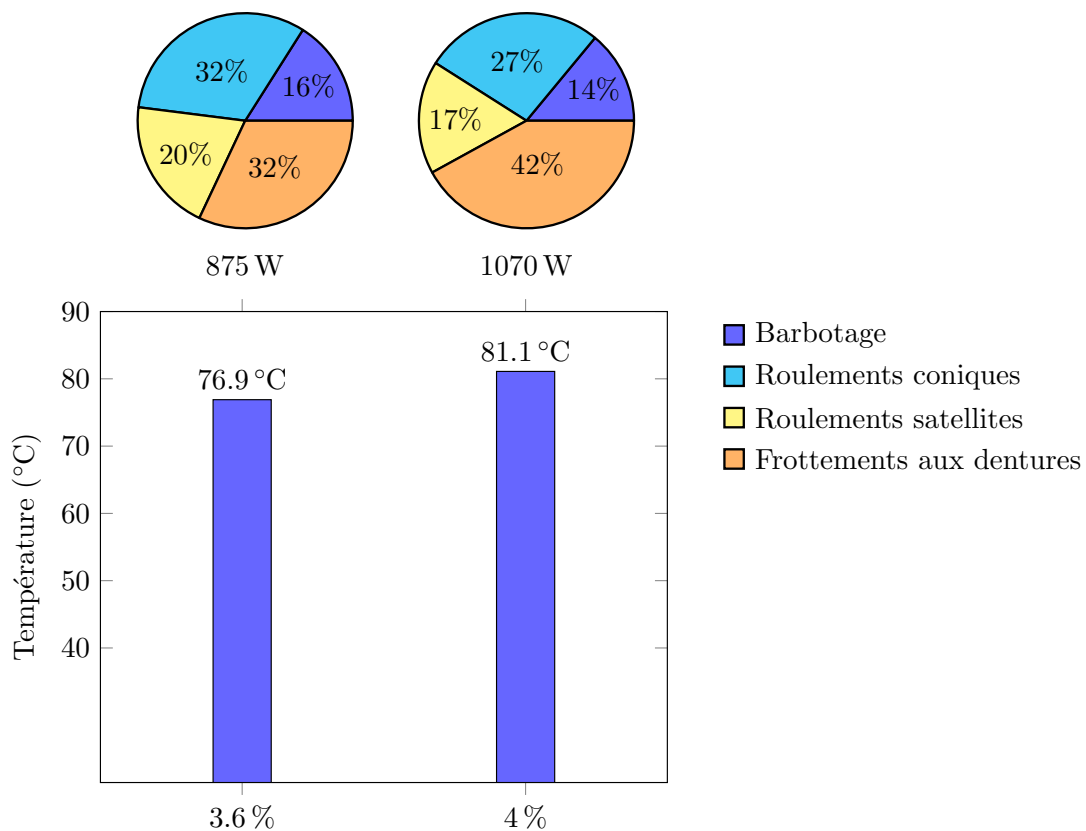 32%
16%
20%
32%
27%
14%
17%
42%
875 W
1070 W
90
80
70
60
50
40
Température (°C)
76.9 °C
81.1 °C
3.6 %
4 %
Barbotage
Roulements coniques
Roulements satellites
Frottements aux dentures